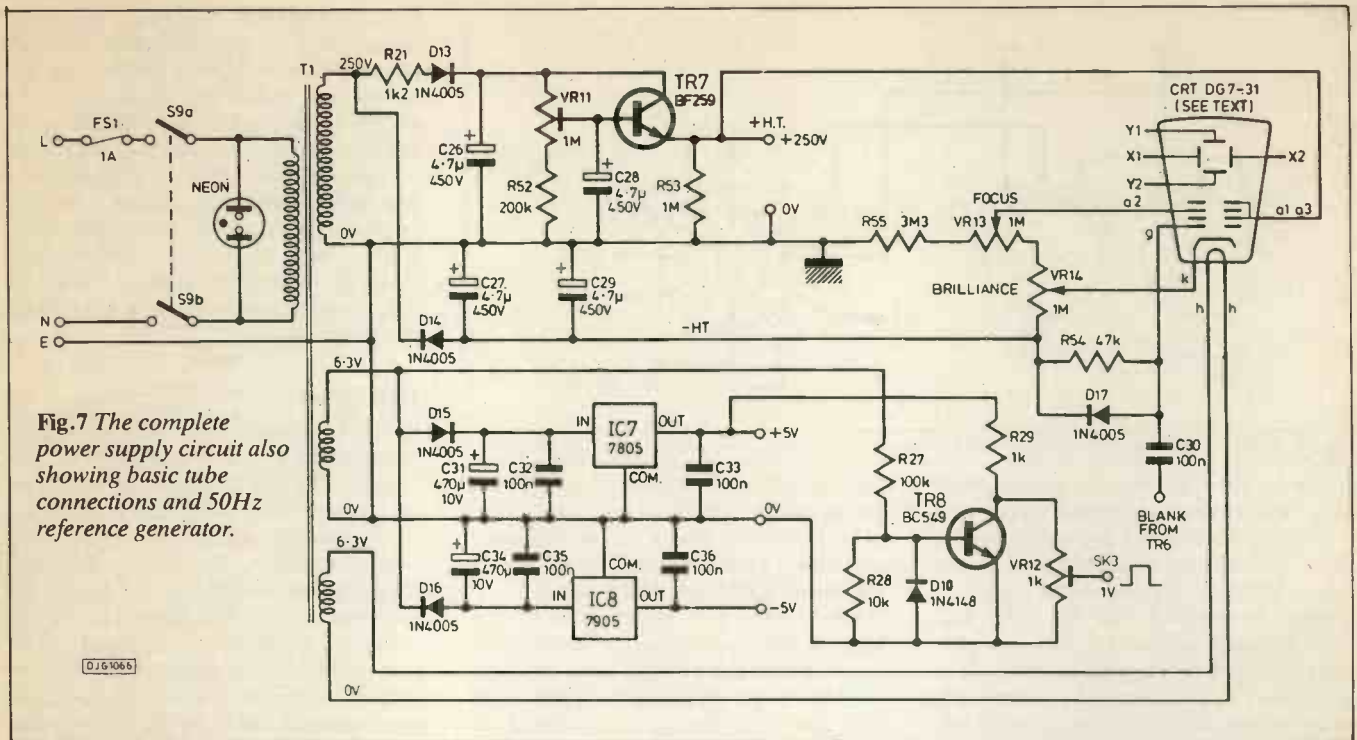 T1
250V
R21
1k2
D13
1N4005
TR7
BF259
VR11
1M
C26
4·7µ
450V
R52
200k
C28
4·7µ
450V
R53
1M
+H.T.
+250V
0V
0V
L
FS1
1A
S9a
NEON
S9b
N
E
C27
4·7µ
450V
C29
4·7µ
450V
D14
1N4005
-HT
CRT DG7-31
(SEE TEXT)
Y1
X1
Y2
X2
a2
a1 a3
g
k
h
h
R55 3M3
FOCUS
VR13 1M
VR14
1M
BRILLIANCE
R54 47k
D17
1N4005
C30
100n
BLANK
FROM
TR6
6·3V
D15
1N4005
IN
IC7
7805
OUT
COM.
+5V
C31
470µ
10V
C32
100n
C33
100n
0V
0V
6·3V
C34
470µ
10V
C35
100n
COM.
C36
100n
D16
1N4005
IN
IC8
7905
OUT
-5V
R27
100k
R29
1k
TR8
BC549
R28
10k
D10
1N4148
VR12
1k
SK3
1V
0V
Fig.7 The complete
power supply circuit also
showing basic tube
connections and 50Hz
reference generator.
DJG1066